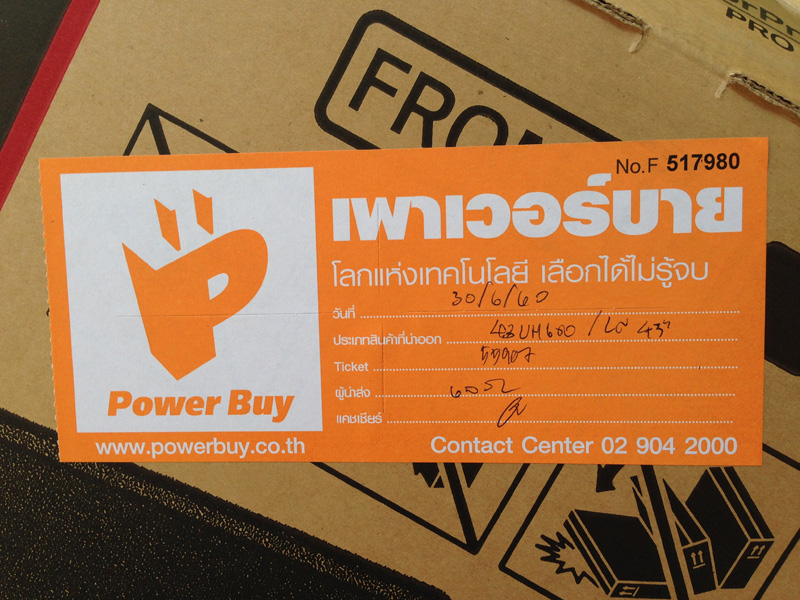 PRO
FRO
No.F 517980
เพาเวอร์บาย
โลกแห่งเทคโนโลยี เลือกได้ไม่รู้จบ
วันที่ 30/6/60
ประเภทสินค้าที่นำออก 43UH600 / LG 43"
Ticket
ผู้นำส่ง
แคชเชียร์
Power Buy
www.powerbuy.co.th
Contact Center 02 904 2000